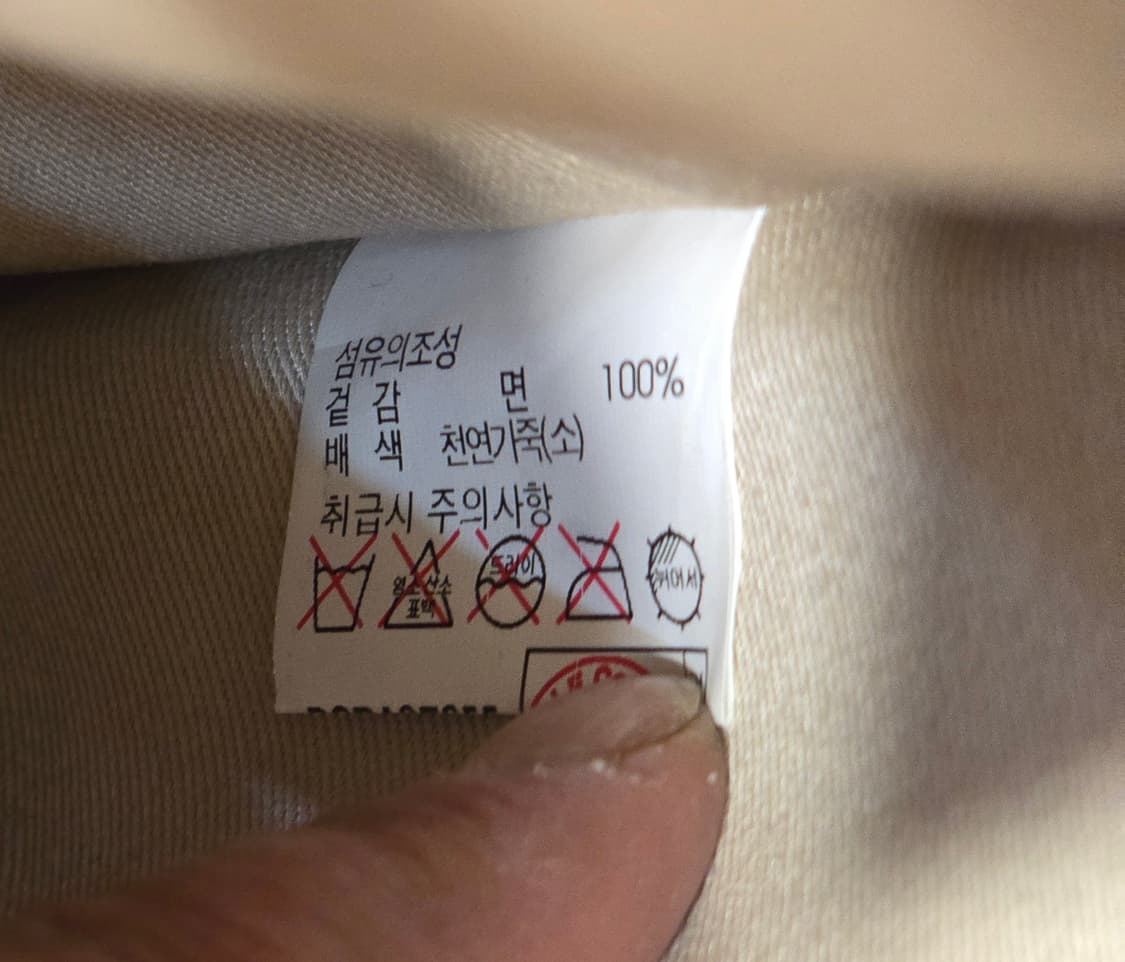 섬유의조성
겉 감 면 100%
배 색 천연가죽(소)
취급시 주의사항
염소산소
표백
드라이
뉘어서